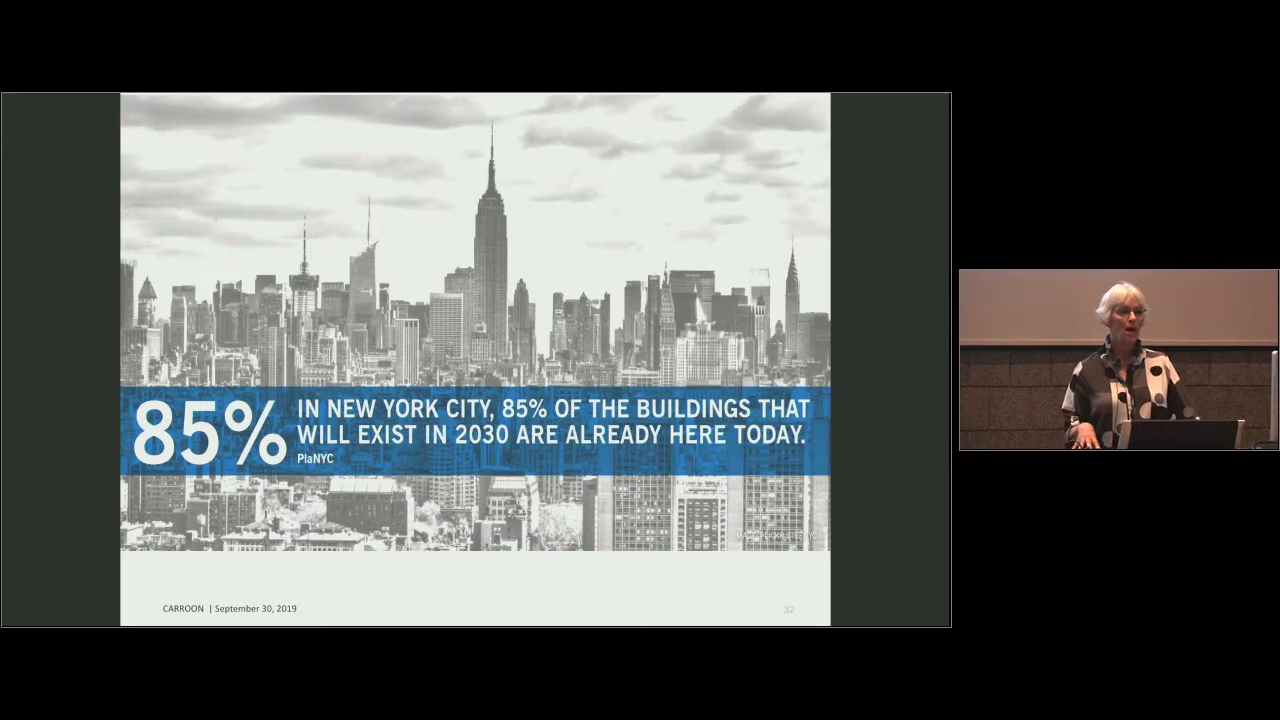 85%
IN NEW YORK CITY, 85% OF THE BUILDINGS THAT
WILL EXIST IN 2030 ARE ALREADY HERE TODAY.
PlaNYC
CARROON | September 30, 2019
32